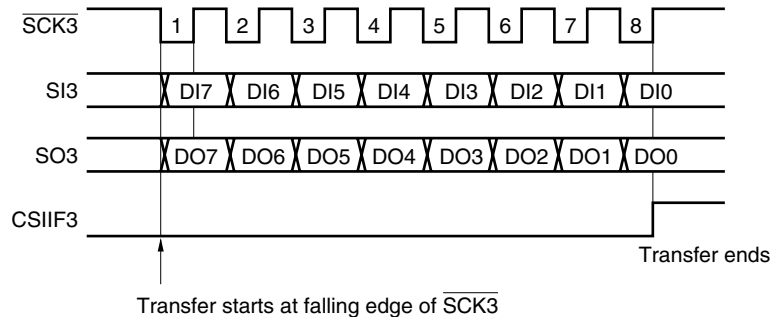 SCK3 1 2 3 4 5 6 7 8
SI3 DI7 DI6 DI5 DI4 DI3 DI2 DI1 DI0
SO3 DO7 DO6 DO5 DO4 DO3 DO2 DO1 DO0
CSIIF3
Transfer ends
Transfer starts at falling edge of SCK3